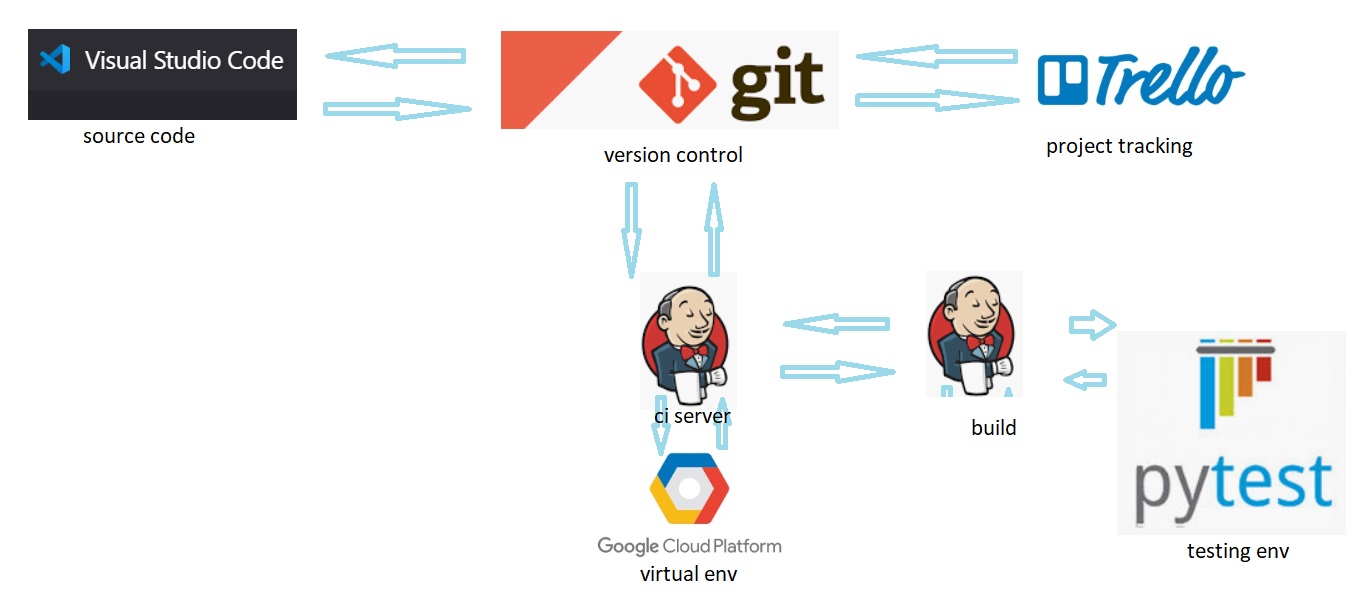 Visual Studio Code
git
Trello
source code
version control
project tracking
ci server
build
pytest
Google Cloud Platform
virtual env
testing env